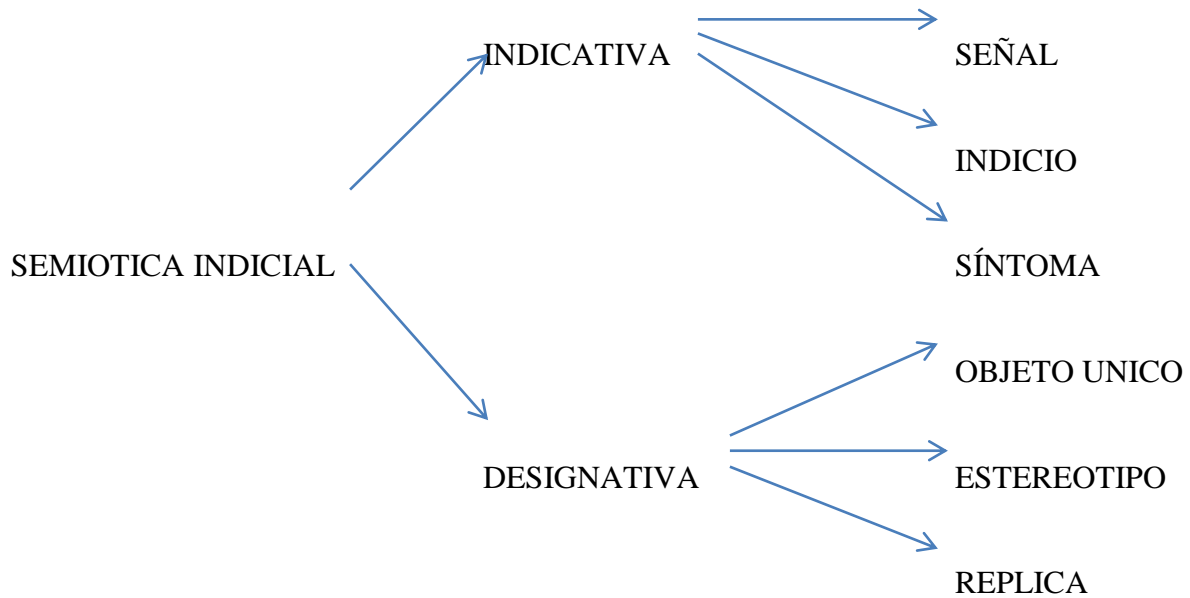 INDICATIVA
SEÑAL
INDICIO
SEMIOTICA INDICIAL
SÍNTOMA
OBJETO UNICO
DESIGNATIVA
ESTEREOTIPO
REPLICA